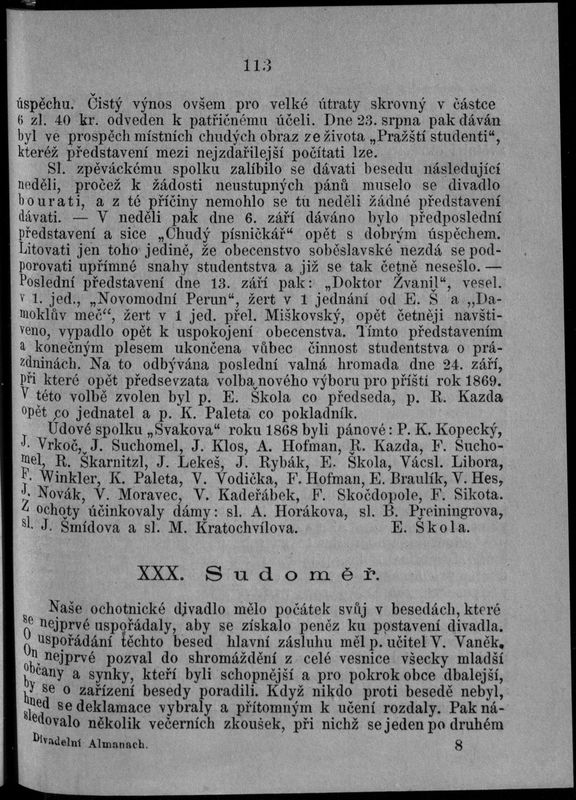 113
úspěchu. Čistý výnos ovšem pro velké útraty skrovný v částce
6 zl. 40 kr. odveden k patřičnému účeli. Dne 23. srpna pak dáván
byl ve prospěch místních chudých obraz ze života „Pražští studenti“,
kteréž představení mezi nejzdařilejší počítati lze.
Sl. zpěváckému spolku zalíbilo se dávati besedu následující
neděli, pročež k žádosti neustupných pánů muselo se divadlo
bourati, a z té příčiny nemohlo se tu neděli žádné představení
dávati. — V neděli pak dne 6. září dáváno bylo předposlední
představení a sice „Chudý písničkář“ opět s dobrým úspěchem.
Litovati jen toho jedině, že obecenstvo soběslavské nezdá se pod-
porovati upřímné snahy studentstva a již se tak četně nesešlo. —
Poslední představení dne 13. září pak: „Doktor Žvanil“, vesel.
v 1. jed., „Novomodní Perun“, žert v 1 jednání od E. S a „Da-
moklův meč“, žert v 1 jed. přel. Miškovský, opět četněji navští-
veno, vypadlo opět k uspokojení obecenstva. Tímto představením
a konečným plesem ukončena vůbec činnost studentstva o prá-
zdninách. Na to odbývána poslední valná hromada dne 24. září,
při které opět předsevzata volba nového výboru pro příští rok 1869.
V této volbě zvolen byl p. E. Škola co předseda, p. R. Kazda
opět co jednatel a p. K. Paleta co pokladník.
Údové spolku „Svakova“ roku 1868 byli pánové: P. K. Kopecký,
J. Vrkoč, J. Suchomel, J. Klos, A. Hofman, R. Kazda, F. Sucho-
mel, R. Škarnitzl, J. Lekeš, J. Rybák, E. Škola, Vácsl. Libora,
F. Winkler, K. Paleta, V. Vodička, F. Hofman, E. Braulík, V. Hes,
J. Novák, V. Moravec, V. Kadeřábek, F. Skočdopole, F. Sikota.
Z ochoty účinkovaly dámy: sl. A. Horákova, sl. B. Preiningrova,
sl. J. Šmídova a sl. M. Kratochvílova. E. Škola.
XXX. Sudoměř.
Naše ochotnické divadlo mělo počátek svůj v besedách, které
se nejprvé uspořádaly, aby se získalo peněz ku postavení divadla.
O uspořádání těchto besed hlavní zásluhu měl p. učitel V. Vaněk.
On nejprvé pozval do shromáždění z celé vesnice všecky mladší
občany a synky, kteří byli schopnější a pro pokrok obce dbalejší,
by se o zařízení besedy poradili. Když nikdo proti besedě nebyl,
hned se deklamace vybraly a přítomným k učení rozdaly. Pak ná-
sledovalo několik večerních zkoušek, při nichž se jeden po druhém
Divadelní Almanach. 8